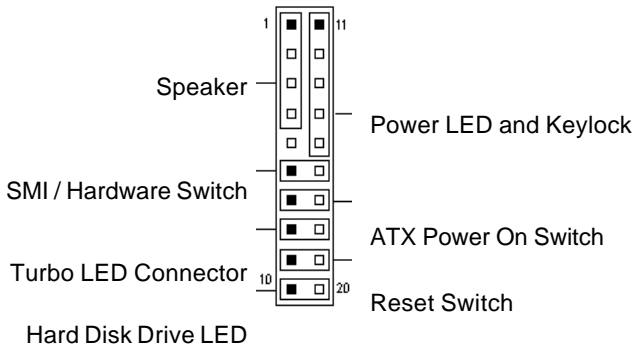 1 11
Speaker
Power LED and Keylock
SMI / Hardware Switch
ATX Power On Switch
Turbo LED Connector
10 20
Reset Switch
Hard Disk Drive LED